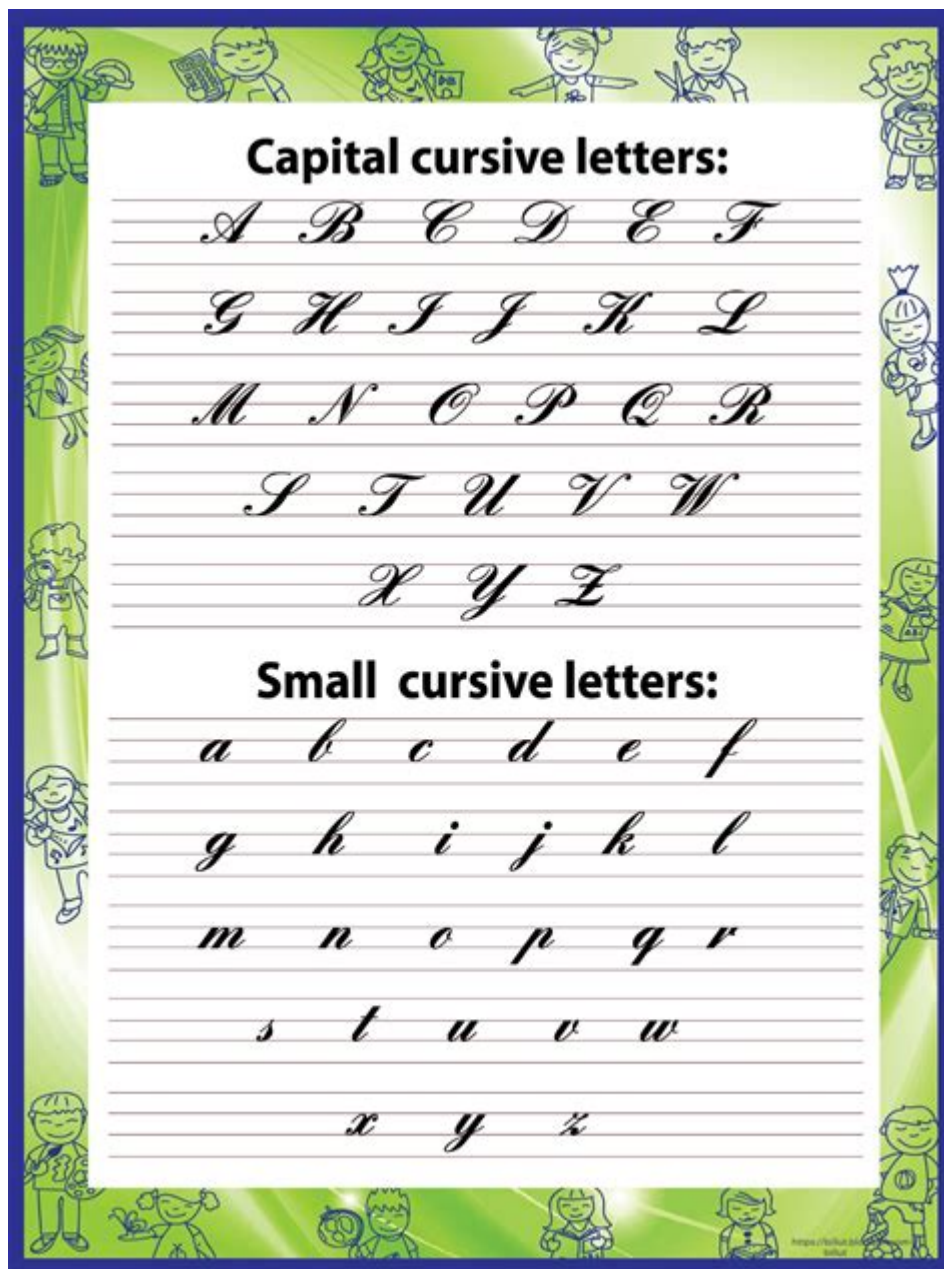 Capital cursive letters:
A B C D E F
G H I J K L
M N O P Q R
S T U V W
X Y Z
Small cursive letters:
a b c d e f
g h i j k l
m n o p q r
s t u v w
x y z